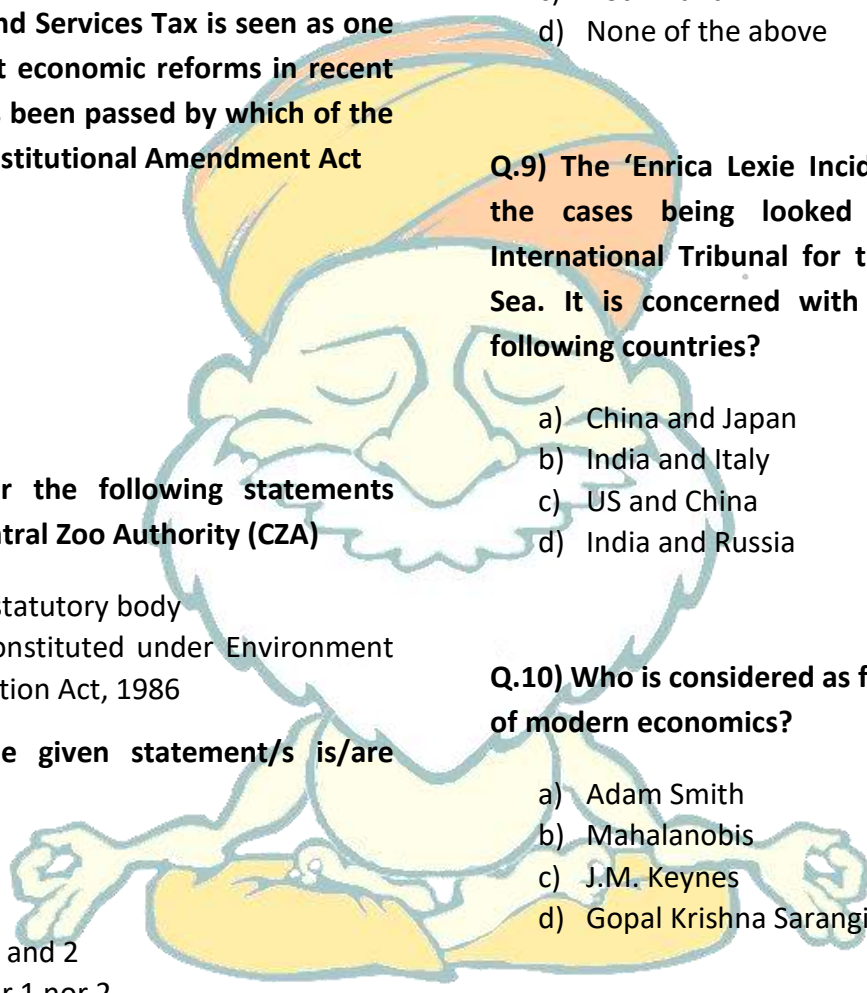 nd Services Tax is seen as one
t economic reforms in recent
s been passed by which of the
nstitutional Amendment Act
r the following statements
ntral Zoo Authority (CZA)
statutory body
onstituted under Environment
tion Act, 1986
e given statement/s is/are
and 2
r 1 nor 2
d) None of the above
Q.9) The ‘Enrica Lexie Incid
the cases being looked
International Tribunal for t
Sea. It is concerned with
following countries?
a) China and Japan
b) India and Italy
c) US and China
d) India and Russia
Q.10) Who is considered as f
of modern economics?
a) Adam Smith
b) Mahalanobis
c) J.M. Keynes
d) Gopal Krishna Sarangi